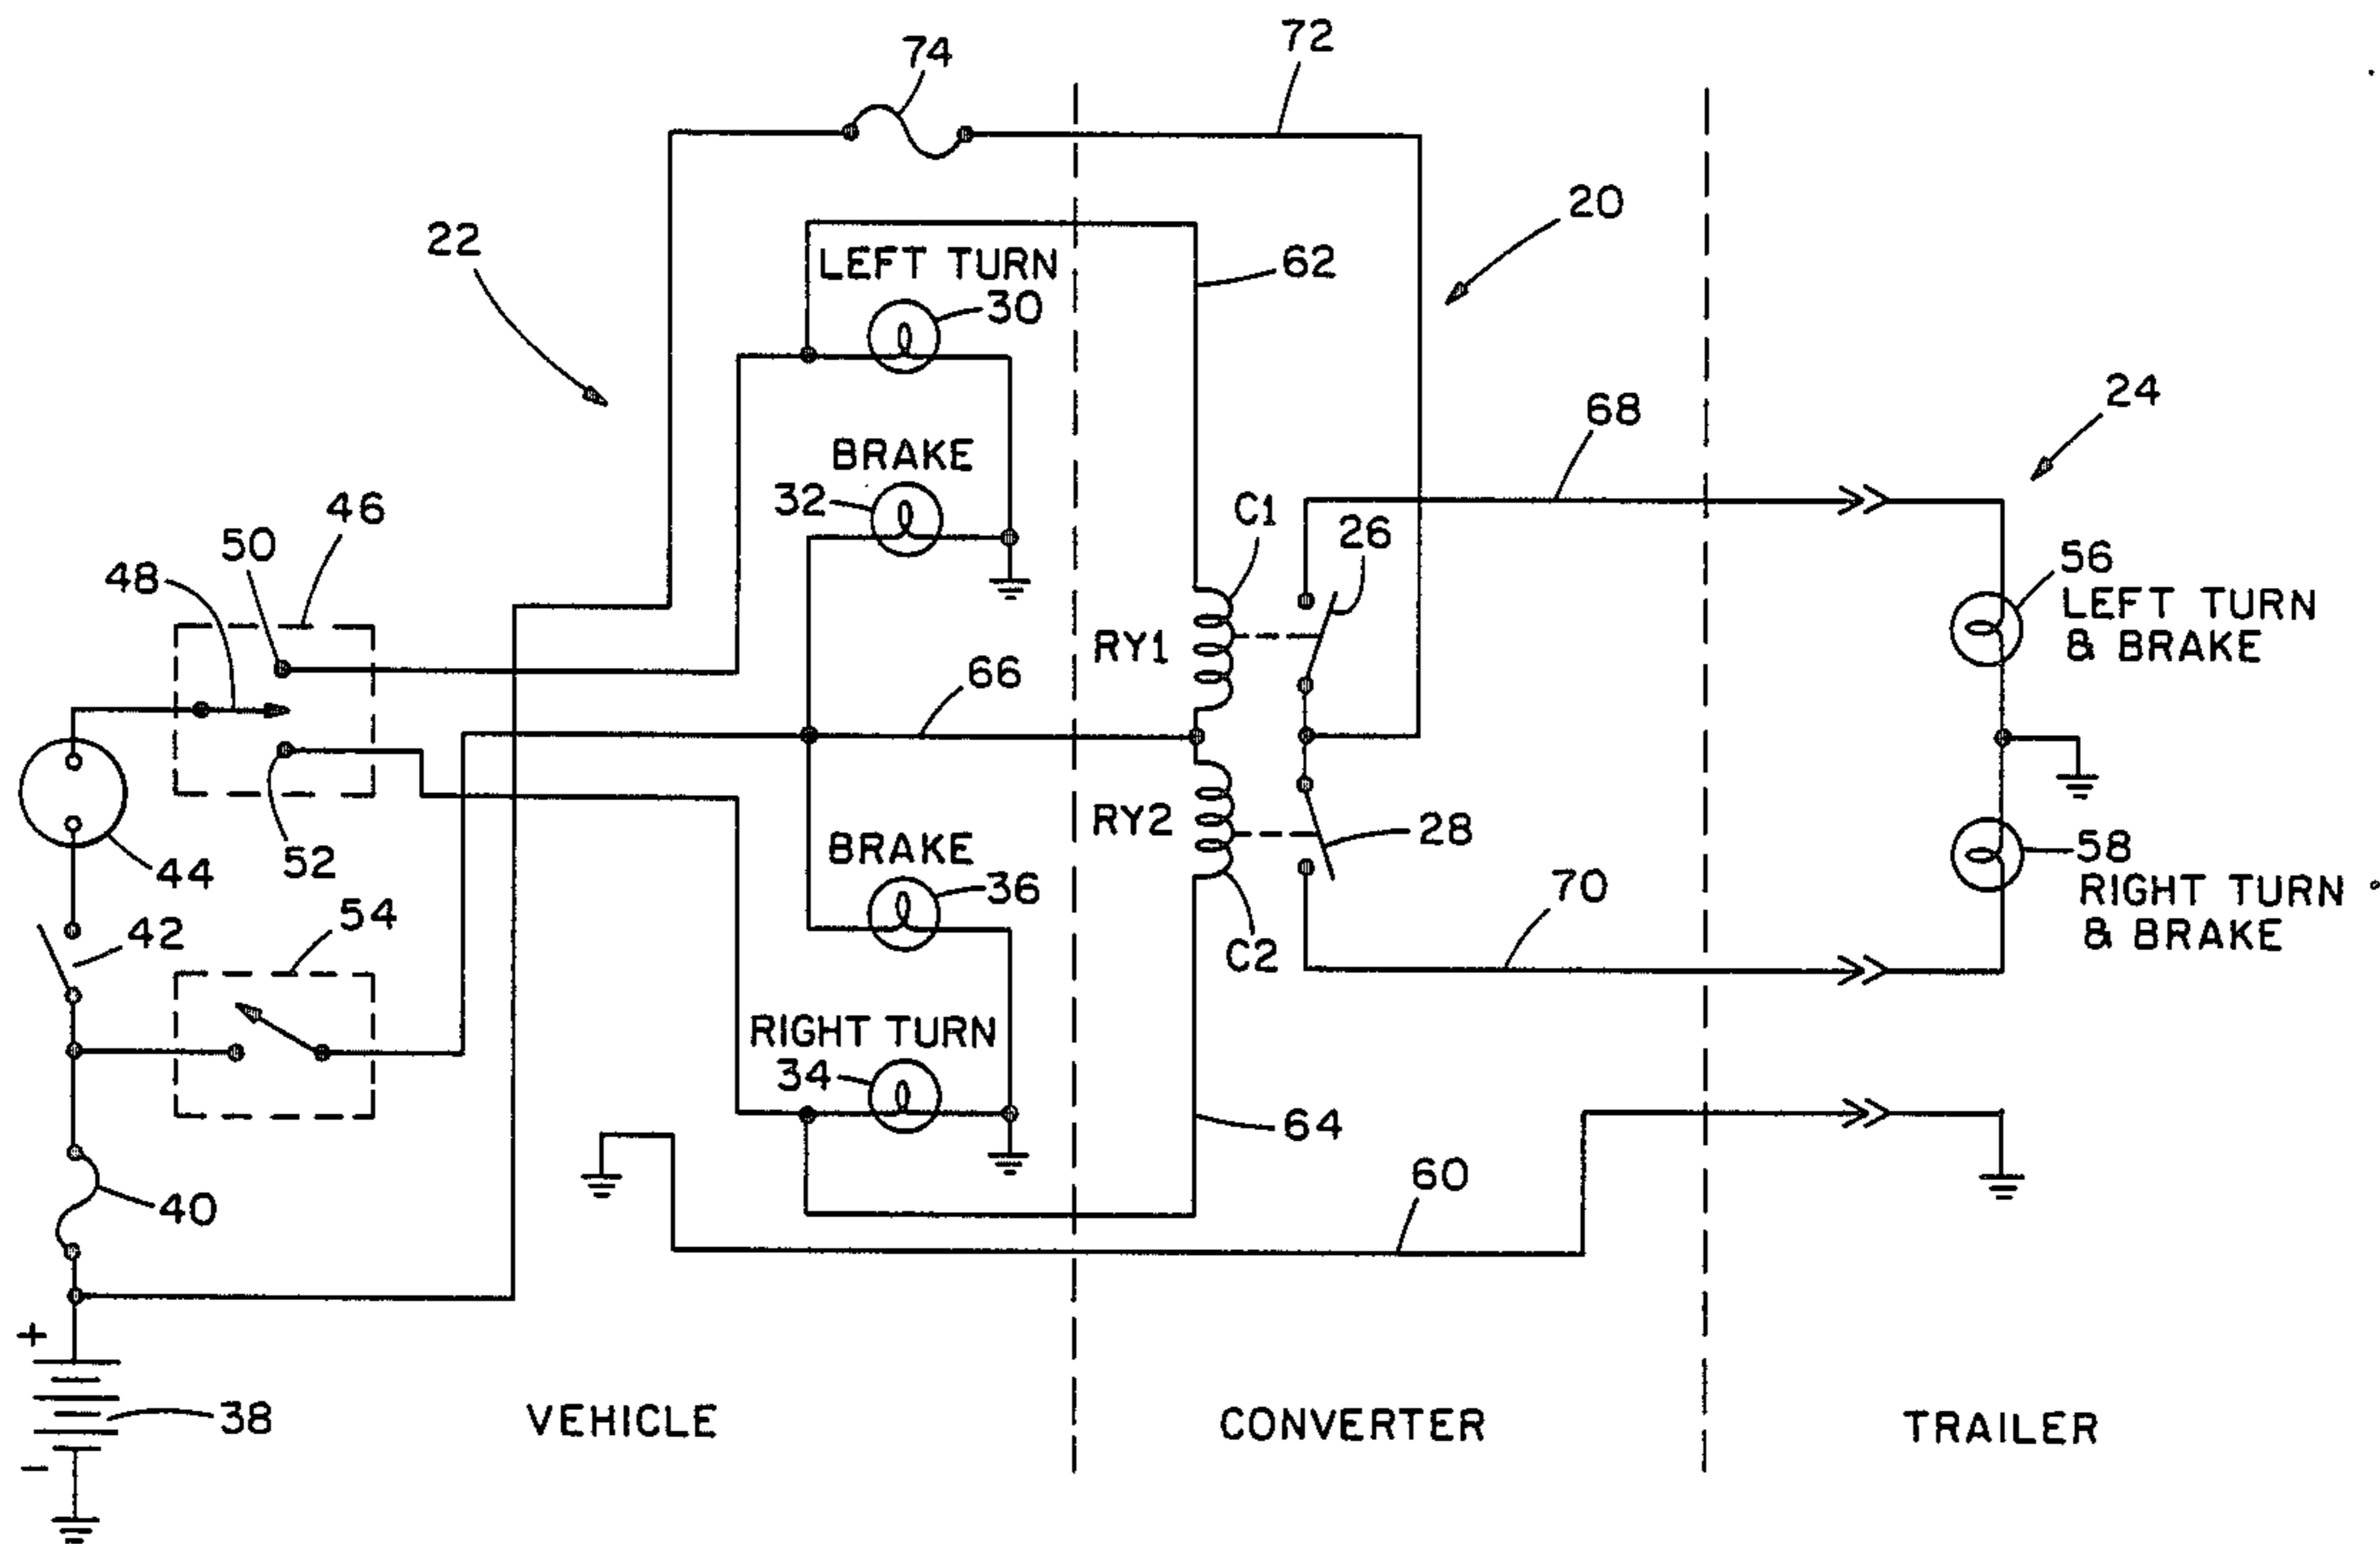 74
72
22
20
LEFT TURN
30
62
24
68
BRAKE
32
46
50
48
C1
26
56
LEFT TURN
& BRAKE
RY1
66
RY2
28
58
RIGHT TURN
& BRAKE
52
44
BRAKE
36
70
54
42
C2
RIGHT TURN
34
64
60
40
+
38
-
VEHICLE
CONVERTER
TRAILER